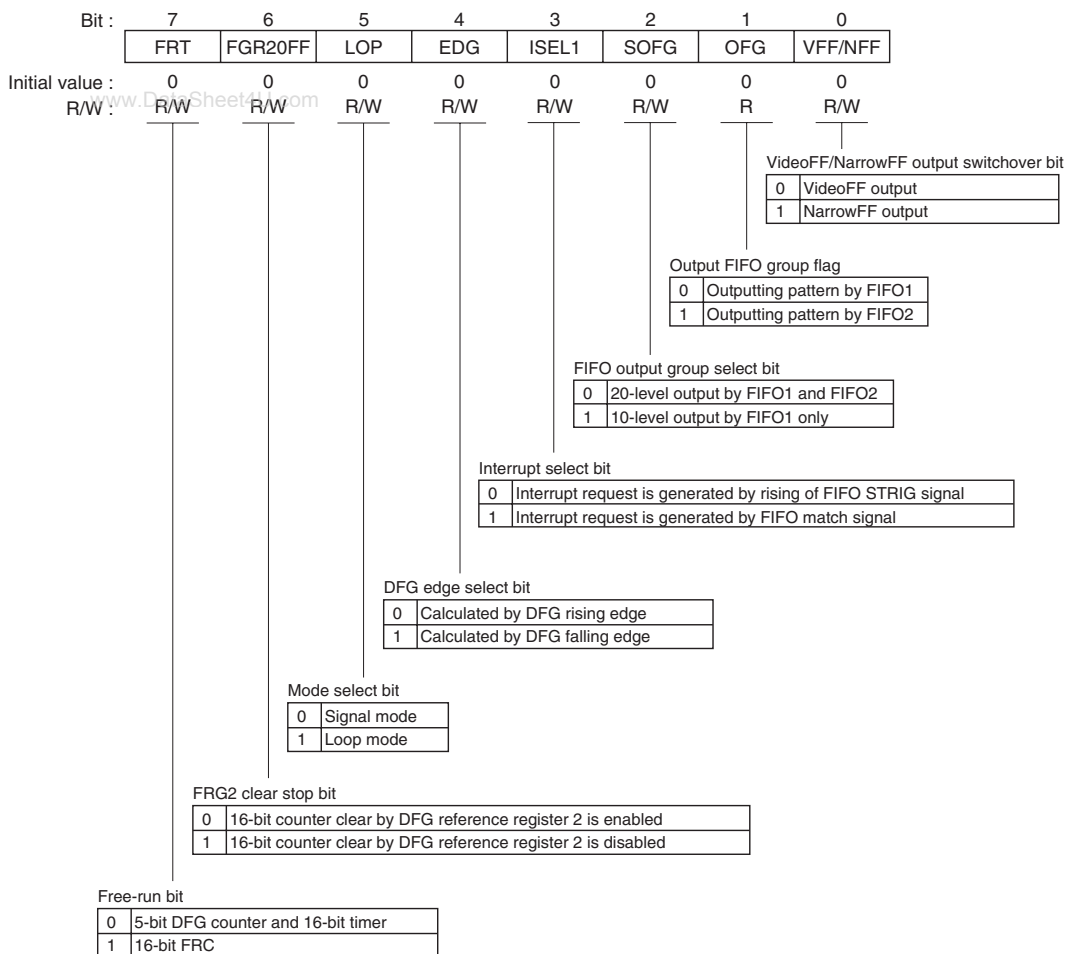 Bit : 7 6 5 4 3 2 1 0
FRT FGR20FF LOP EDG ISEL1 SOFG OFG VFF/NFF
Initial value : 0 0 0 0 0 0 0 0
www.DataSheet4U.com
R/W : R/W R/W R/W R/W R/W R/W R R/W
VideoFF/NarrowFF output switchover bit
0 VideoFF output
1 NarrowFF output
Output FIFO group flag
0 Outputting pattern by FIFO1
1 Outputting pattern by FIFO2
FIFO output group select bit
0 20-level output by FIFO1 and FIFO2
1 10-level output by FIFO1 only
Interrupt select bit
0 Interrupt request is generated by rising of FIFO STRIG signal
1 Interrupt request is generated by FIFO match signal
DFG edge select bit
0 Calculated by DFG rising edge
1 Calculated by DFG falling edge
Mode select bit
0 Signal mode
1 Loop mode
FRG2 clear stop bit
0 16-bit counter clear by DFG reference register 2 is enabled
1 16-bit counter clear by DFG reference register 2 is disabled
Free-run bit
0 5-bit DFG counter and 16-bit timer
1 16-bit FRC